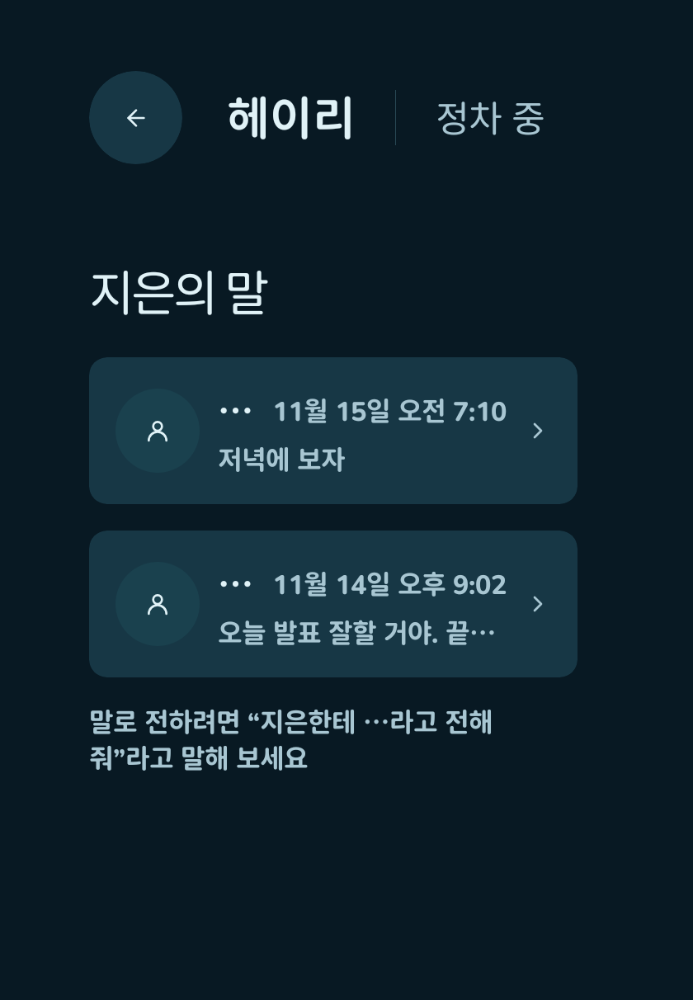 헤이리
정차 중
지은의 말
··· 11월 15일 오전 7:10
저녁에 보자
··· 11월 14일 오후 9:02
오늘 발표 잘할 거야. 끝···
말로 전하려면 “지은한테 ···라고 전해
줘”라고 말해 보세요